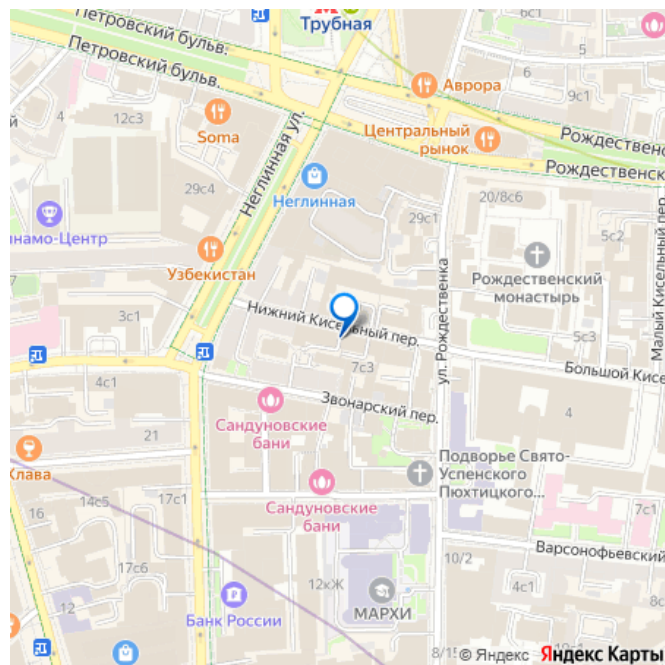 Трубная
Петровский бульв.
Петровский бульв.
6
9с1
Аврора
4
12с3
Soma
Неглинная ул.
Центральный
рынок
Рождественс
Рождественск
Неглинная
29с4
20/8с6
29с1
5с2
инамо-Центр
Узбекистан
ул. Рождественка
Рождественский
монастырь
Малый Кисельный пер.
3с1
Нижний Кисельный пер.
5с3
7с3
Большой Кисе
4с1
Звонарский пер.
4
Сандуновские
бани
21
Клава
Подворье Свято-
Успенского
Пюхтицкого...
17с1
14с5
16
Сандуновские
бани
7с1
Варсонофьевский
10/2
17с6
12кЖ
4с1
6с1
12
МАРХИ
Банк России
8/15
10с1
© Яндекс Яндекс Карты